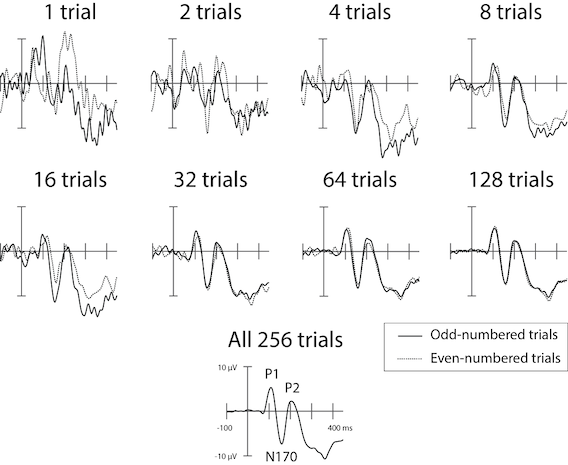 1 trial
2 trials
4 trials
8 trials
16 trials
32 trials
64 trials
128 trials
All 256 trials
Odd-numbered trials
Even-numbered trials
10 µV
P1
P2
-100
400 ms
-10 µV
N170